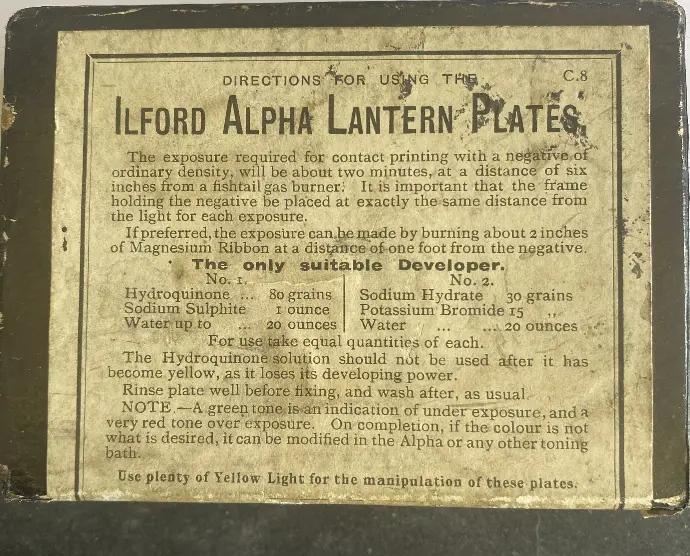 DIRECTIONS FOR USING THE C.8
ILFORD ALPHA LANTERN PLATES.
The exposure required for contact printing with a negative of
ordinary density, will be about two minutes, at a distance of six
inches from a fishtail gas burner. It is important that the frame
holding the negative be placed at exactly the same distance from
the light for each exposure.
If preferred, the exposure can be made by burning about 2 inches
of Magnesium Ribbon at a distance of one foot from the negative.
The only suitable Developer.
No. 1. No. 2.
Hydroquinone ... 80 grains Sodium Hydrate 30 grains
Sodium Sulphite 1 ounce Potassium Bromide 15 ,,
Water up to ... 20 ounces Water ... ... 20 ounces
For use take equal quantities of each.
The Hydroquinone solution should not be used after it has
become yellow, as it loses its developing power.
Rinse plate well before fixing, and wash after, as usual.
NOTE.—A green tone is an indication of under exposure, and a
very red tone over exposure. On completion, if the colour is not
what is desired, it can be modified in the Alpha or any other toning
bath.
Use plenty of Yellow Light for the manipulation of these plates.